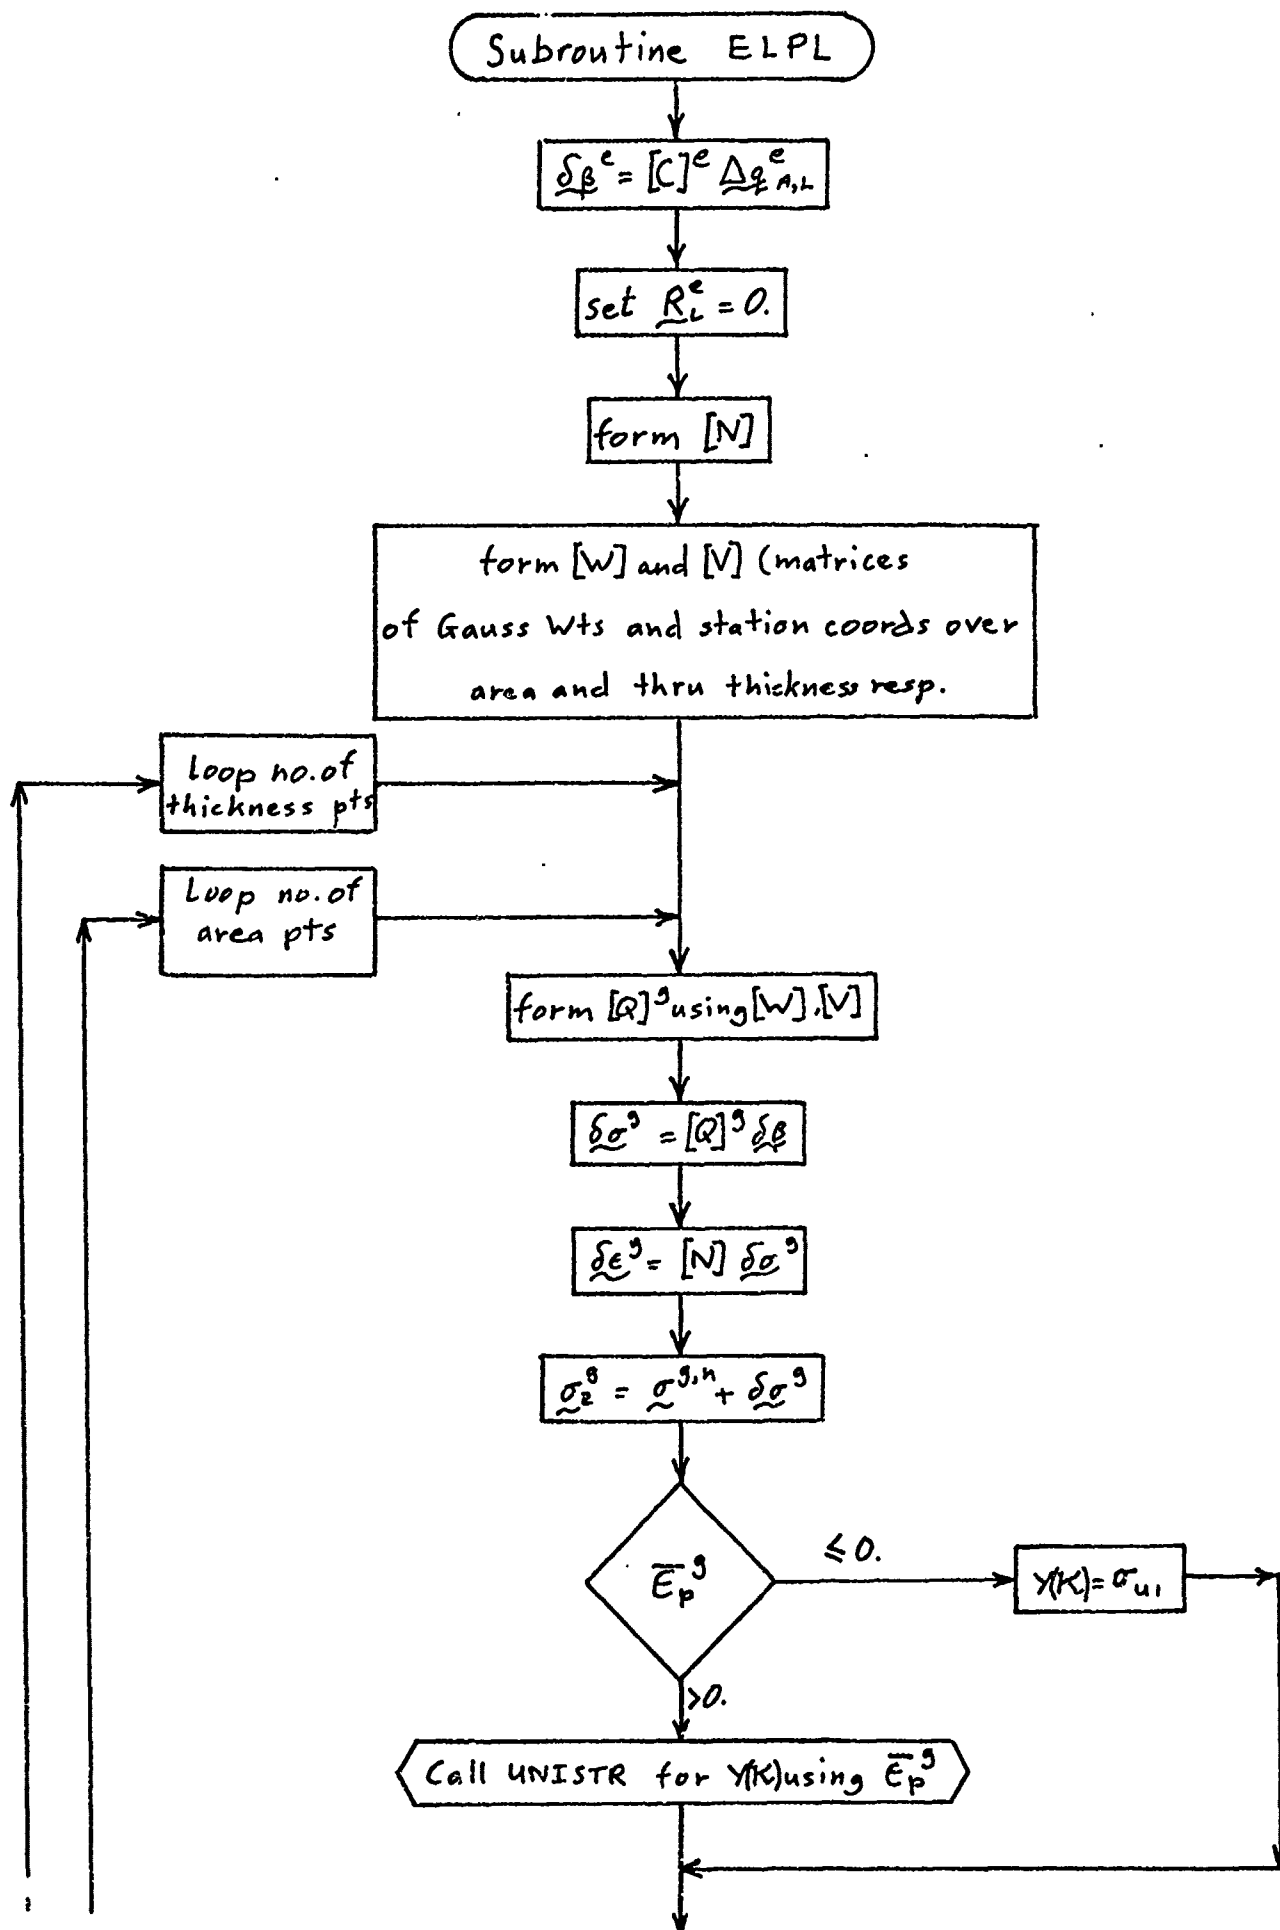 Subroutine ELPL
δβ^e = [C]^e Δq^e_A,L
set R^e_L = 0.
form [N]
form [W] and [V] (matrices
of Gauss Wts and station coords over
area and thru thickness resp.
Loop no. of
thickness pts
Loop no. of
area pts
form [Q]^g using [W],[V]
δσ^g = [Q]^g δβ
δϵ^g = [N] δσ^g
σ_2^g = σ^g,n + δσ^g
ϵ̄_p^g
≤ 0.
Y(K) = σ_u1
>0.
Call UNISTR for Y(K) using ϵ̄_p^g